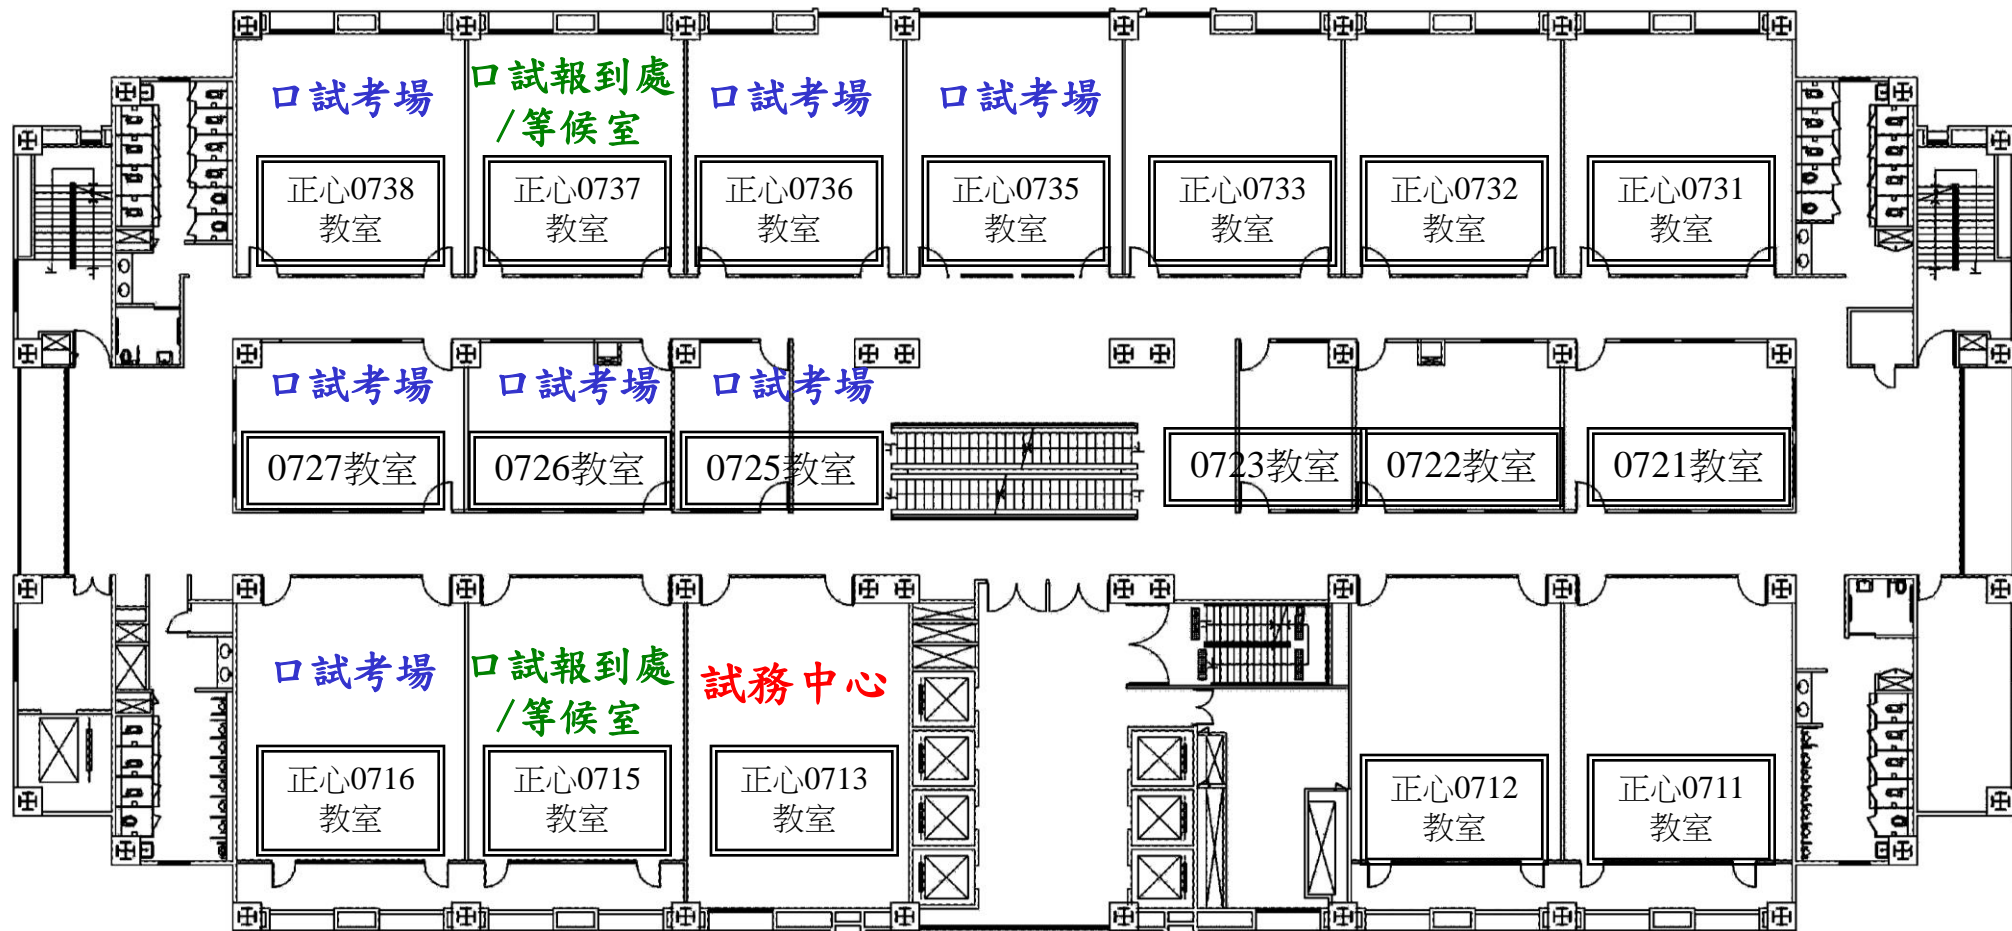 口試考場
口試報到處
/等候室
口試考場
口試考場
正心0738
教室
正心0737
教室
正心0736
教室
正心0735
教室
正心0733
教室
正心0732
教室
正心0731
教室
口試考場
口試考場
口試考場
0727教室
0726教室
0725教室
0723教室
0722教室
0721教室
口試考場
口試報到處
/等候室
試務中心
正心0716
教室
正心0715
教室
正心0713
教室
正心0712
教室
正心0711
教室